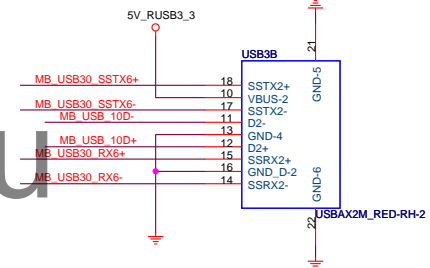 5V_RUSB3_3
USB3B
21
GND-5
MB_USB30_SSTX6+ 18 SSTX2+
10 VBUS-2
MB_USB30_SSTX6- 17 SSTX2-
MB_USB_10D- 11 D2-
13 GND-4
MB_USB_10D+ 12 D2+
MB_USB30_RX6+ 15 SSRX2+
16 GND_D-2
MB_USB30_RX6- 14 SSRX2-
GND-6
22
USBAX2M_RED-RH-2
u